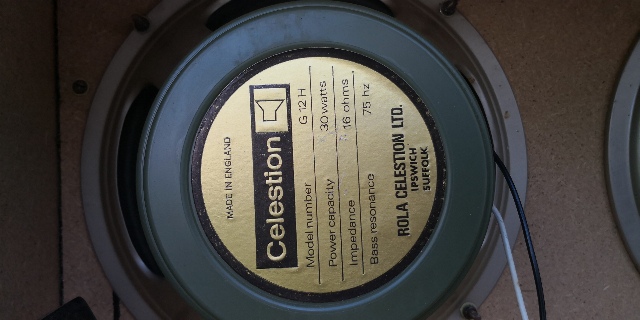 MADE IN ENGLAND
Celestion
Model number G 12 H
Power capacity 30 watts
Impedance 16 ohms
Bass resonance 75 hz
ROLA CELESTION LTD.
IPSWICH
SUFFOLK